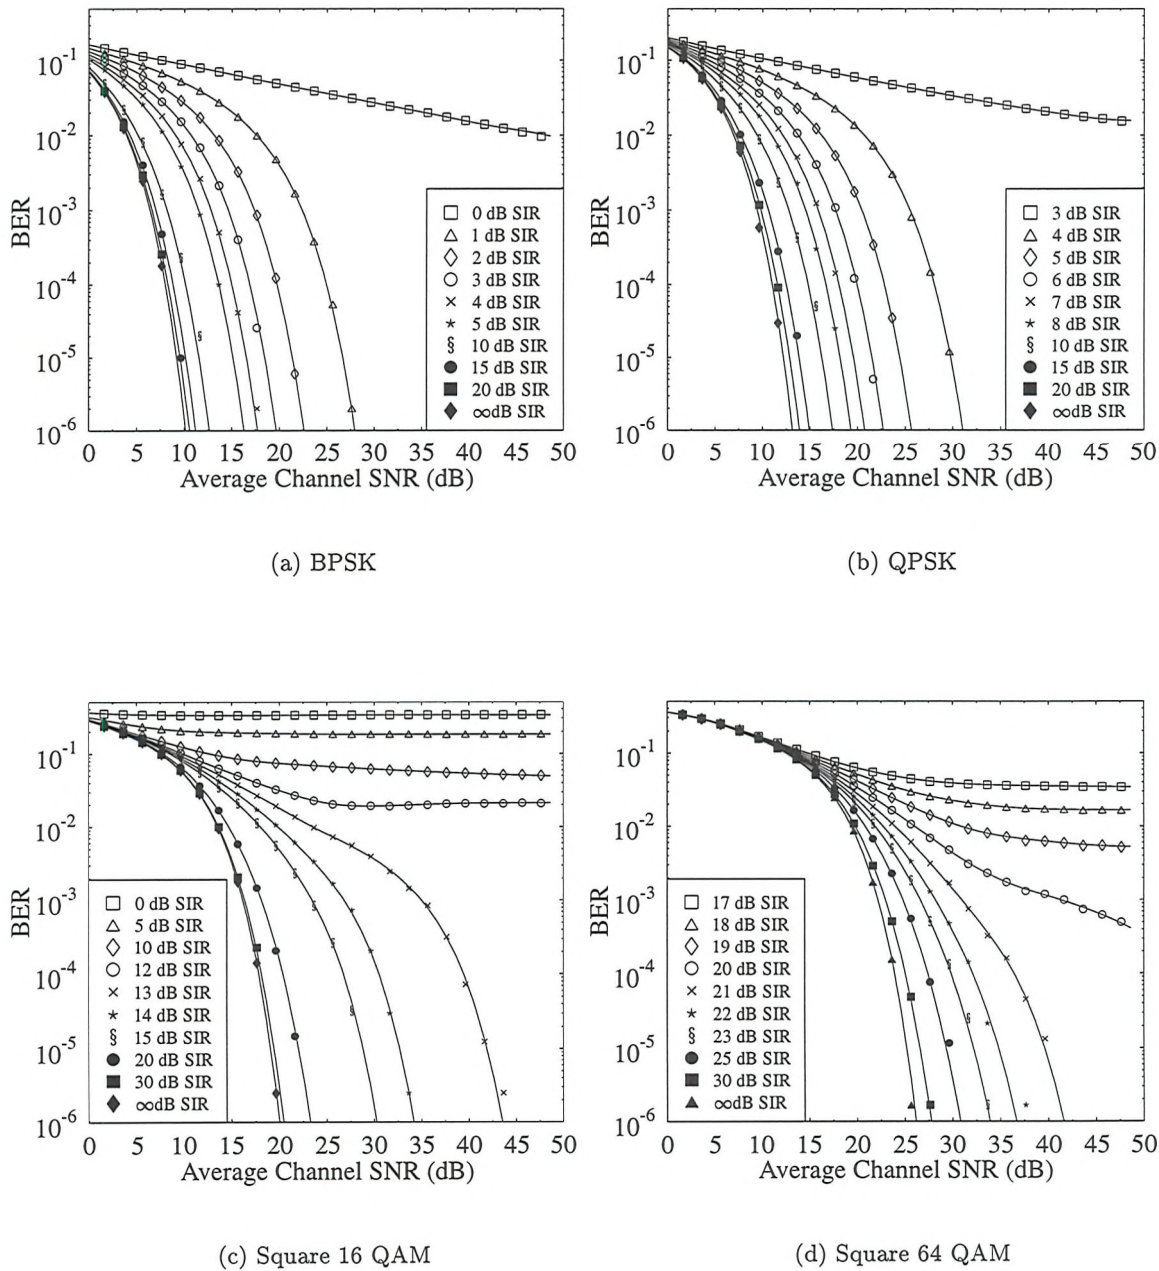 10^-1
10^-2
10^-3
10^-4
10^-5
10^-6
BER
0 dB SIR
1 dB SIR
2 dB SIR
3 dB SIR
4 dB SIR
5 dB SIR
10 dB SIR
15 dB SIR
20 dB SIR
∞dB SIR
0 5 10 15 20 25 30 35 40 45 50
Average Channel SNR (dB)
(a) BPSK
10^-1
10^-2
10^-3
10^-4
10^-5
10^-6
BER
3 dB SIR
4 dB SIR
5 dB SIR
6 dB SIR
7 dB SIR
8 dB SIR
10 dB SIR
15 dB SIR
20 dB SIR
∞dB SIR
0 5 10 15 20 25 30 35 40 45 50
Average Channel SNR (dB)
(b) QPSK
10^-1
10^-2
10^-3
10^-4
10^-5
10^-6
BER
0 dB SIR
5 dB SIR
10 dB SIR
12 dB SIR
13 dB SIR
14 dB SIR
15 dB SIR
20 dB SIR
30 dB SIR
∞dB SIR
0 5 10 15 20 25 30 35 40 45 50
Average Channel SNR (dB)
(c) Square 16 QAM
10^-1
10^-2
10^-3
10^-4
10^-5
10^-6
BER
17 dB SIR
18 dB SIR
19 dB SIR
20 dB SIR
21 dB SIR
22 dB SIR
23 dB SIR
25 dB SIR
30 dB SIR
∞dB SIR
0 5 10 15 20 25 30 35 40 45 50
Average Channel SNR (dB)
(d) Square 64 QAM